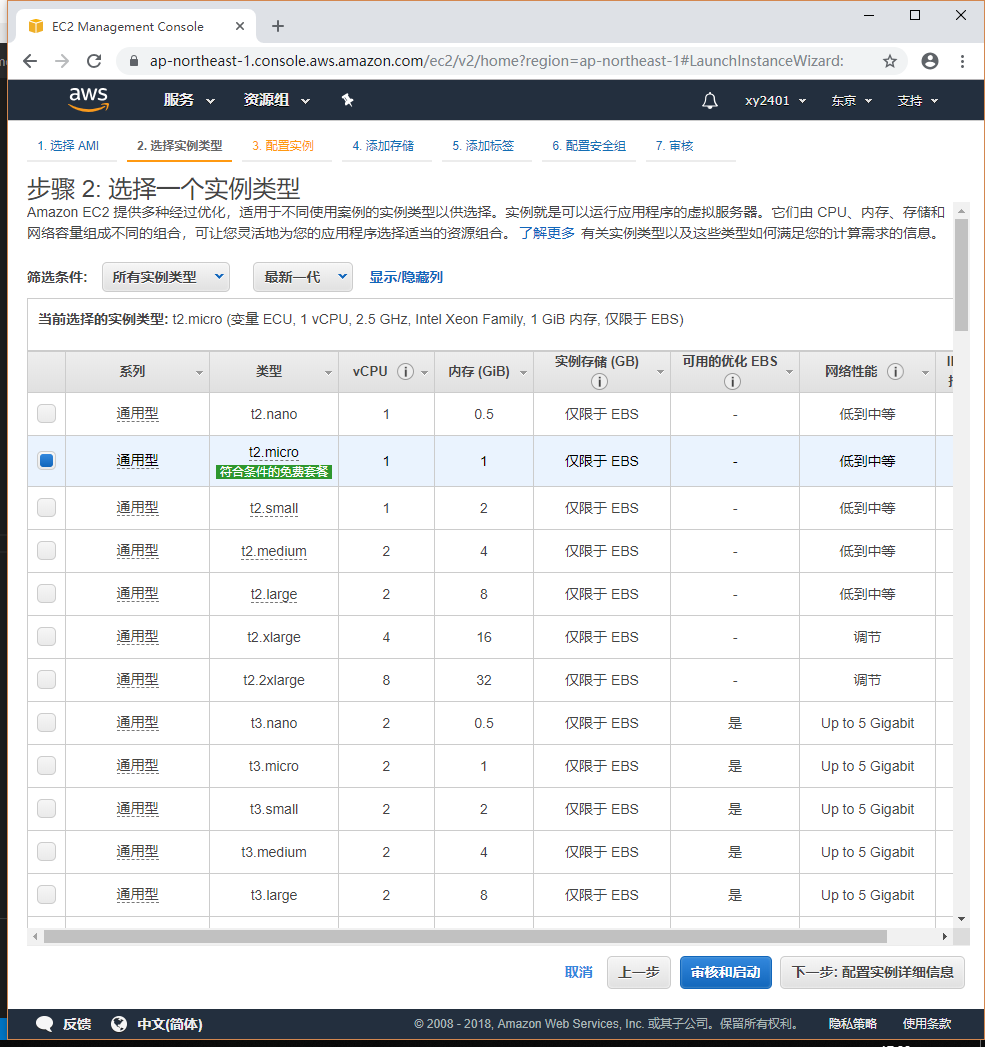 EC2 Management Console
ap-northeast-1.console.aws.amazon.com/ec2/v2/home?region=ap-northeast-1#LaunchInstanceWizard:
aws 服务 资源组 xy2401 东京 支持
1. 选择 AMI 2. 选择实例类型 3. 配置实例 4. 添加存储 5. 添加标签 6. 配置安全组 7. 审核
步骤 2: 选择一个实例类型
Amazon EC2 提供多种经过优化，适用于不同使用案例的实例类型以供选择。实例就是可以运行应用程序的虚拟服务器。它们由 CPU、内存、存储和
网络容量组成不同的组合，可让您灵活地为您的应用程序选择适当的资源组合。 了解更多 有关实例类型以及这些类型如何满足您的计算需求的信息。
筛选条件: 所有实例类型 最新一代 显示/隐藏列
当前选择的实例类型: t2.micro (变量 ECU, 1 vCPU, 2.5 GHz, Intel Xeon Family, 1 GiB 内存, 仅限于 EBS)
系列 类型 vCPU 内存 (GiB) 实例存储 (GB) 可用的优化 EBS 网络性能
通用型 t2.nano 1 0.5 仅限于 EBS - 低到中等
通用型 t2.micro 1 1 仅限于 EBS - 低到中等
符合条件的免费套餐
通用型 t2.small 1 2 仅限于 EBS - 低到中等
通用型 t2.medium 2 4 仅限于 EBS - 低到中等
通用型 t2.large 2 8 仅限于 EBS - 低到中等
通用型 t2.xlarge 4 16 仅限于 EBS - 调节
通用型 t2.2xlarge 8 32 仅限于 EBS - 调节
通用型 t3.nano 2 0.5 仅限于 EBS 是 Up to 5 Gigabit
通用型 t3.micro 2 1 仅限于 EBS 是 Up to 5 Gigabit
通用型 t3.small 2 2 仅限于 EBS 是 Up to 5 Gigabit
通用型 t3.medium 2 4 仅限于 EBS 是 Up to 5 Gigabit
通用型 t3.large 2 8 仅限于 EBS 是 Up to 5 Gigabit
取消 上一步 审核和启动 下一步: 配置实例详细信息
反馈 中文(简体) © 2008 - 2018, Amazon Web Services, Inc. 或其子公司。保留所有权利。 隐私策略 使用条款